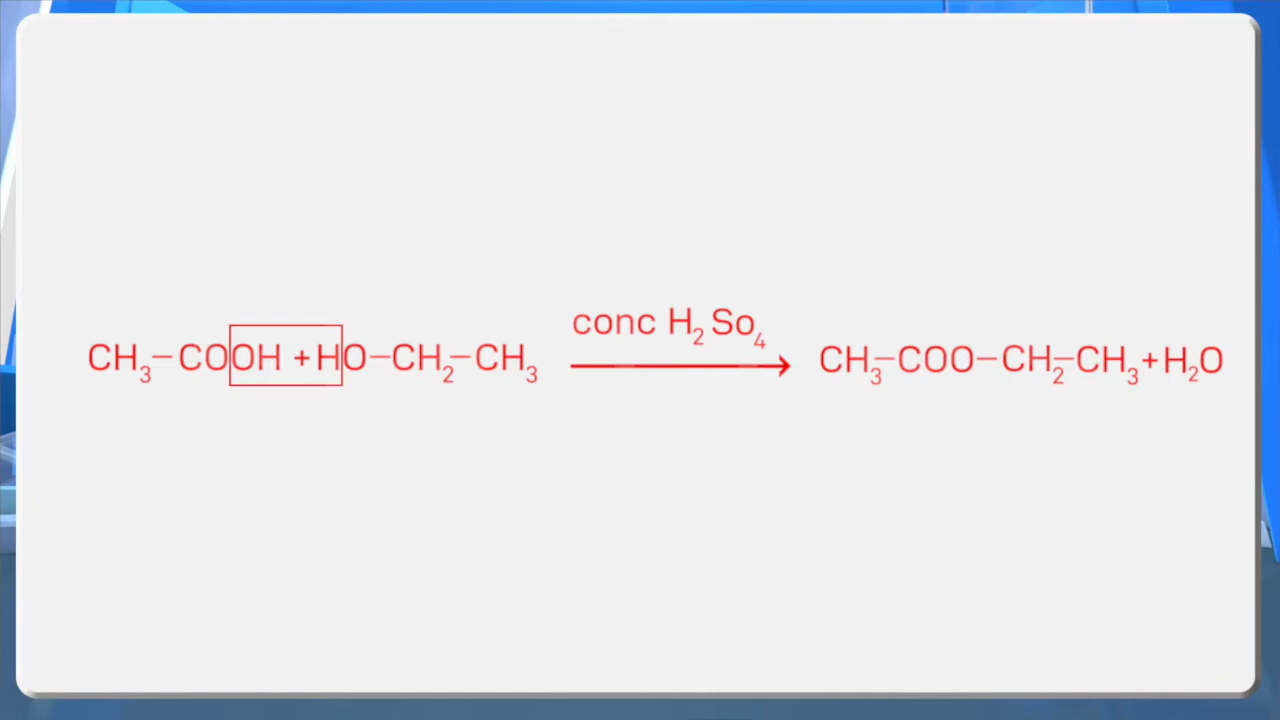 conc H₂So₄
CH₃–COOH + HO–CH₂–CH₃ → CH₃–COO–CH₂–CH₃+H₂O